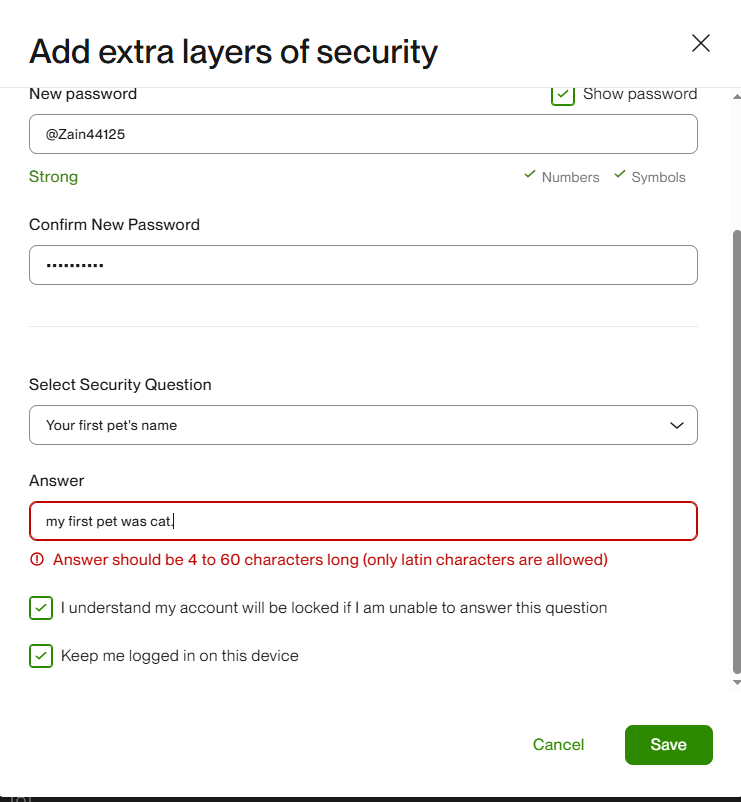 Add extra layers of security
New password
Show password
@Zain44125
Strong
Numbers
Symbols
Confirm New Password
••••••••••
Select Security Question
Your first pet's name
Answer
my first pet was cat.
Answer should be 4 to 60 characters long (only latin characters are allowed)
I understand my account will be locked if I am unable to answer this question
Keep me logged in on this device
Cancel
Save